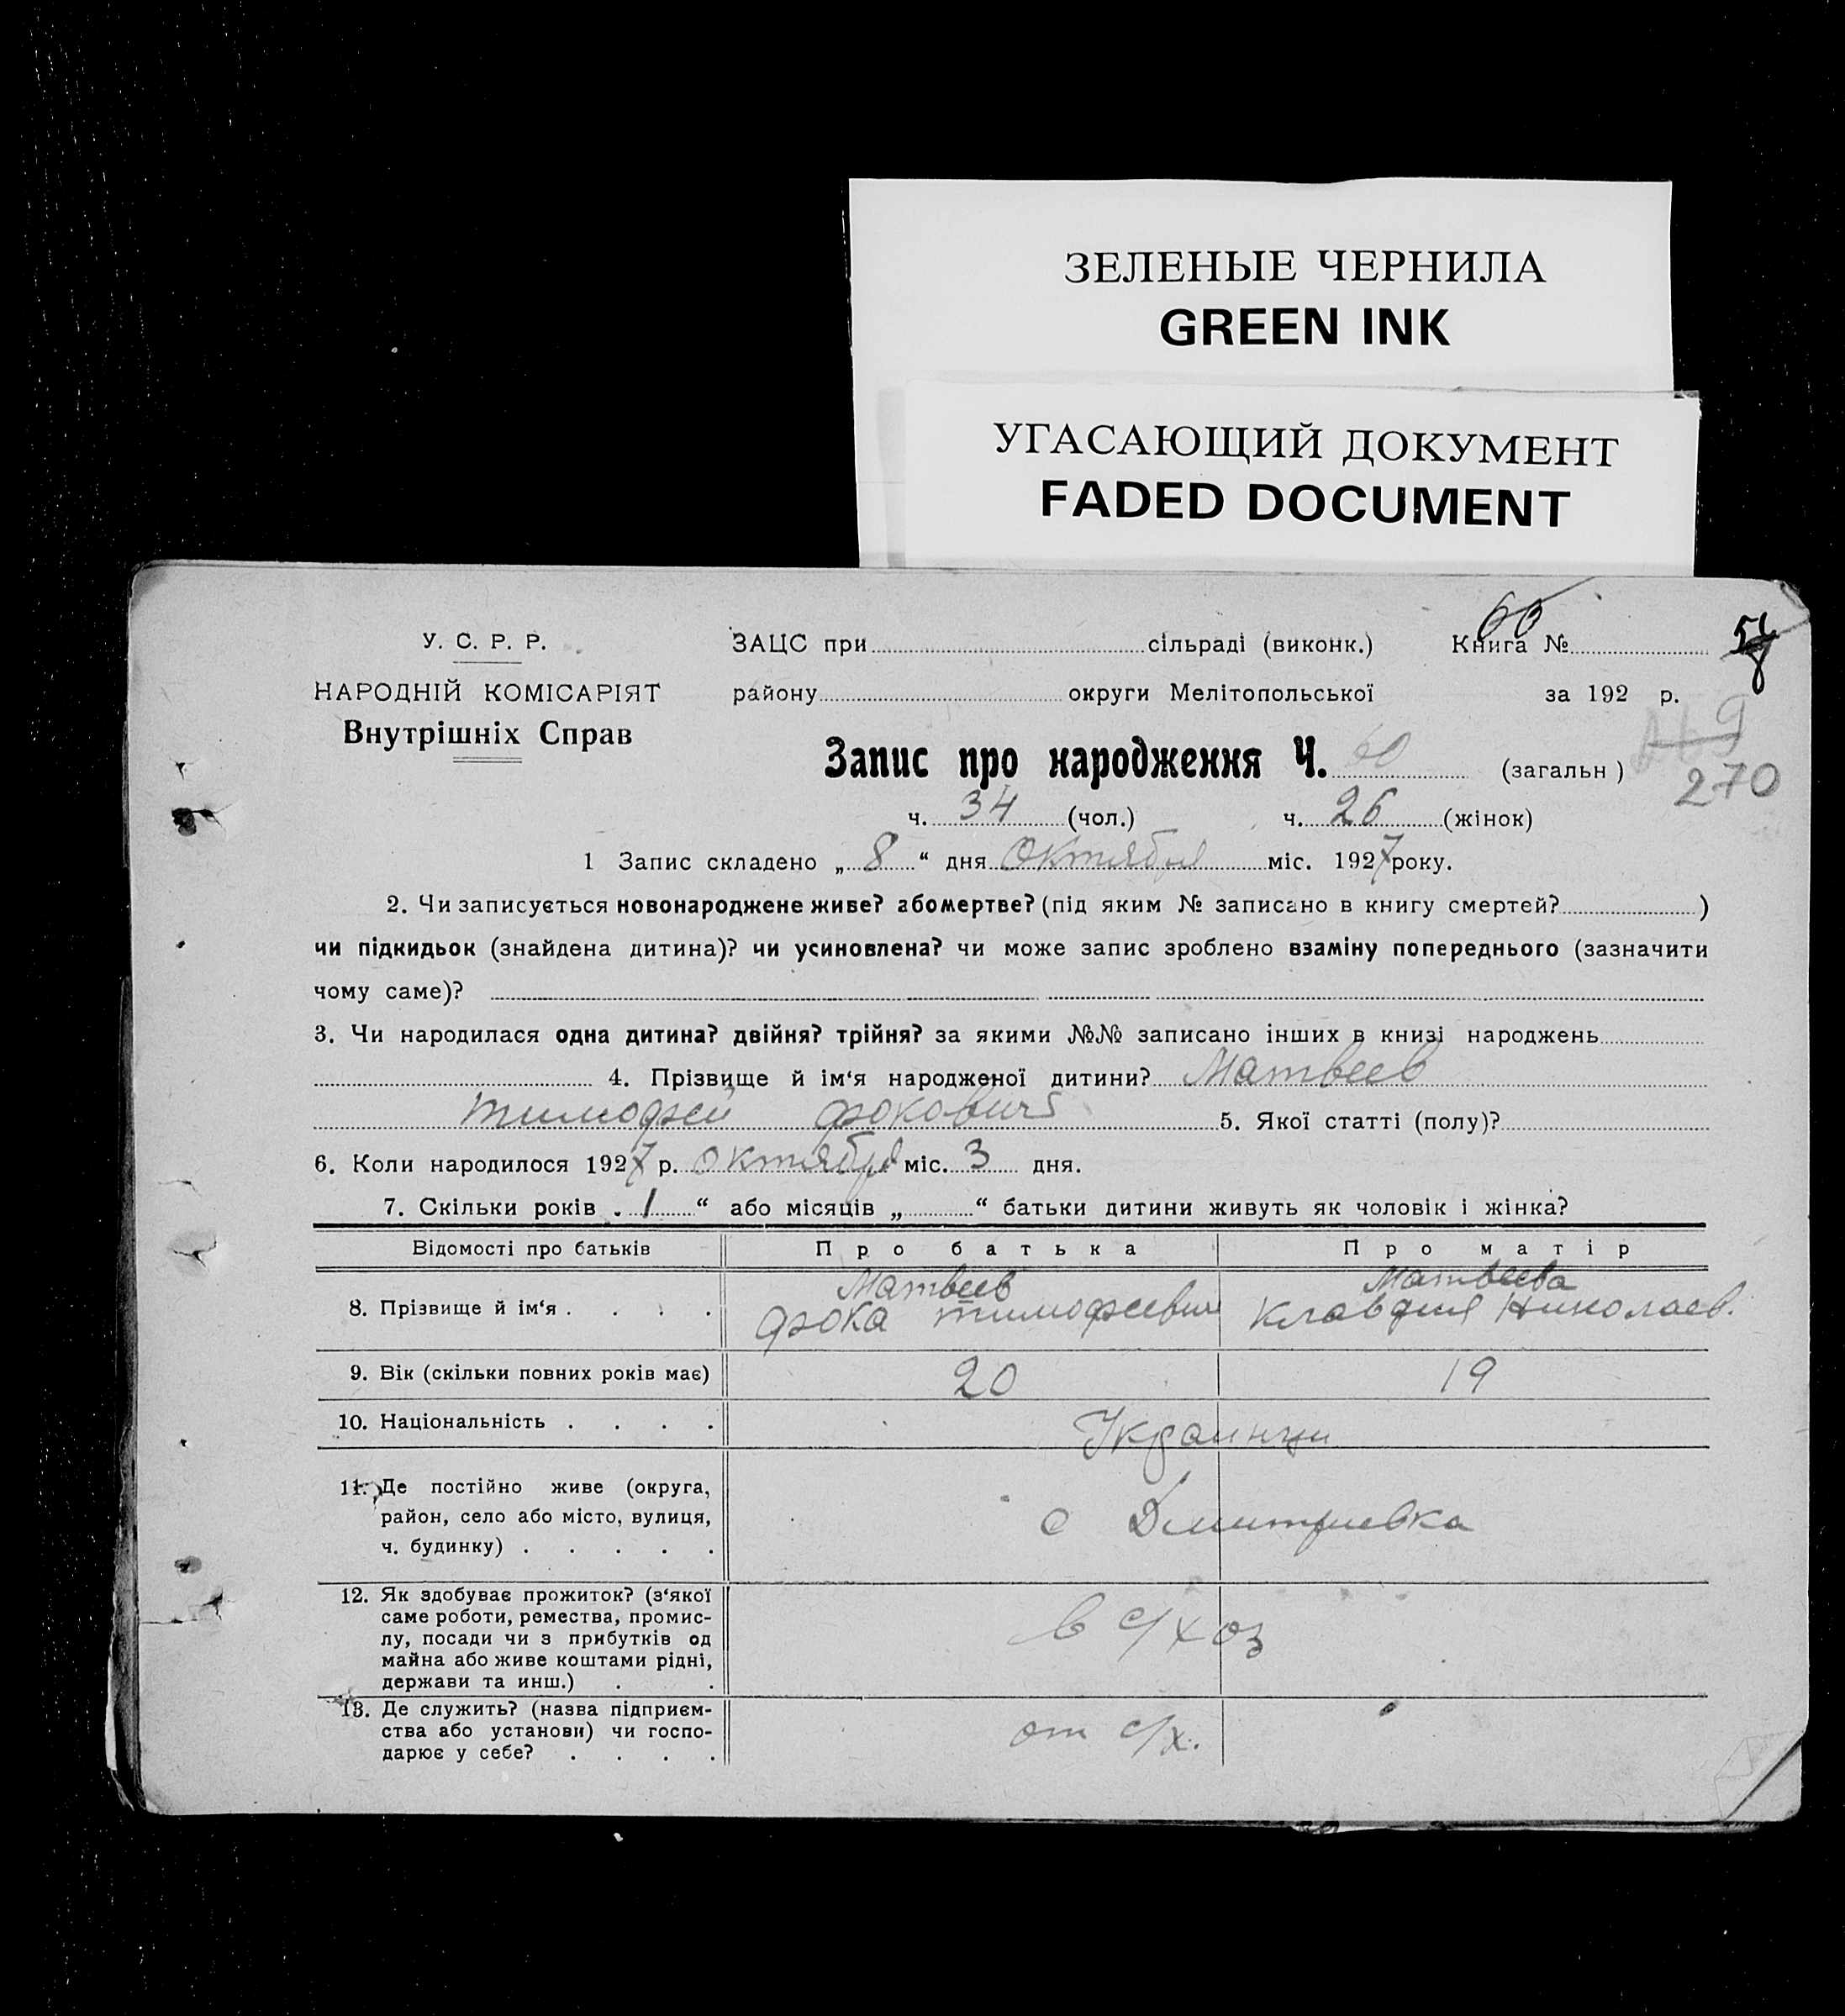 ЗЕЛЕНЫЕ ЧЕРНИЛА
GREEN INK
УГАСАЮЩИЙ ДОКУМЕНТ
FADED DOCUMENT
60
У. С. Р. Р. ЗАЦС при сільраді (виконк.) Книга №
НАРОДНІЙ КОМІСАРІЯТ району округи Мелітопольської за 192 р.
Внутрішніх Справ
Запис про народження Ч. 60 (загальн)
270
ч. 34 (чол.) ч. 26 (жінок)
1 Запис складено „ 8 “ дня Октября міс. 1927 року.
2. Чи записується новонароджене живе? або мертве? (під яким № записано в книгу смертей? )
чи підкидьок (знайдена дитина)? чи усиновлена? чи може запис зроблено взаміну попереднього (зазначити
чому саме)?
3. Чи народилася одна дитина? двійня? трійня? за якими №№ записано інших в книзі народжень
4. Прізвище й ім‘я народженої дитини? Матвеев
тимофей фокович 5. Якої статті (полу)?
6. Коли народилося 1927 р. октября міс. 3 дня.
7. Скільки років 1 “ або місяців „ “ батьки дитини живуть як чоловік і жінка?
Відомості про батьків Про батька Про матір
8. Прізвище й ім‘я . . . . Матвеев Матвеева
фока тимофеевич Клавдия Николаев.
9. Вік (скільки повних років має) 20 19
10. Національність . . . . Украинцы
11. Де постійно живе (округа,
район, село або місто, вулиця, с Дмитриевка
ч. будинку) . . . . .
12. Як здобуває прожиток? (з‘якої
саме роботи, ремества, промис-
лу, посади чи з прибутків од в с/хоз
майна або живе коштами рідні,
держави та инш.) . .
13. Де служить? (назва підприєм-
ства або установи) чи госпо- от с/х.
дарює у себе? . . . .